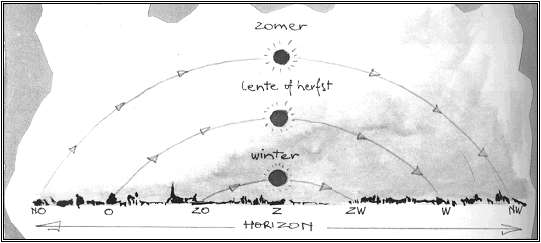 zomer
lente of herfst
winter
NO O ZO Z ZW W NW
HORIZON